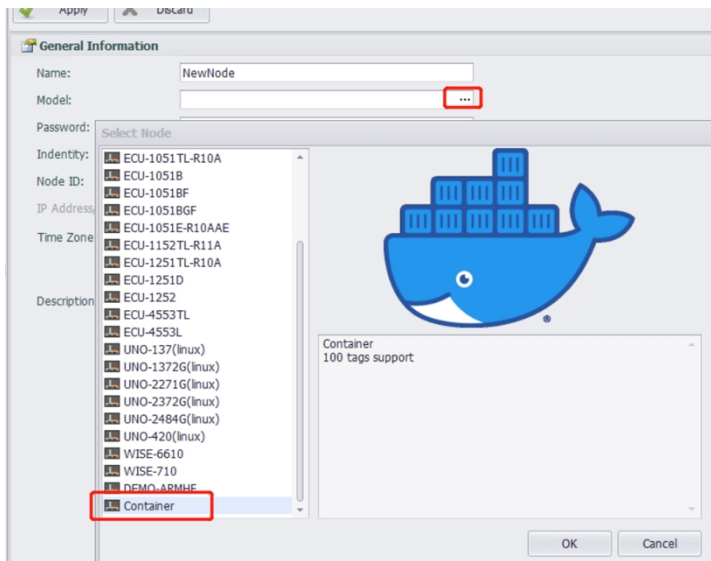 Apply Discard
General Information
Name: NewNode
Model: ...
Password:
Indentity:
Node ID:
IP Address/
Time Zone
Description
Select Node
ECU-1051TL-R10A
ECU-1051B
ECU-1051BF
ECU-1051BGF
ECU-1051E-R10AAE
ECU-1152TL-R11A
ECU-1251TL-R10A
ECU-1251D
ECU-1252
ECU-4553TL
ECU-4553L
UNO-137(linux)
UNO-1372G(linux)
UNO-2271G(linux)
UNO-2372G(linux)
UNO-2484G(linux)
UNO-420(linux)
WISE-6610
WISE-710
DEMO-ARMHF
Container
®
Container
100 tags support
OK Cancel